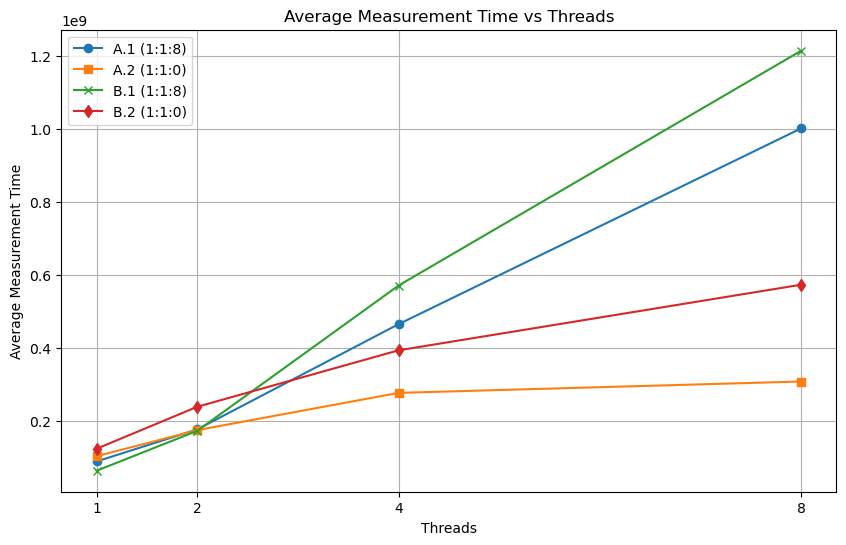 Average Measurement Time vs Threads
1e9
A.1 (1:1:8)
A.2 (1:1:0)
B.1 (1:1:8)
B.2 (1:1:0)
1.2
1.0
0.8
0.6
0.4
0.2
Average Measurement Time
1 2 4 8
Threads